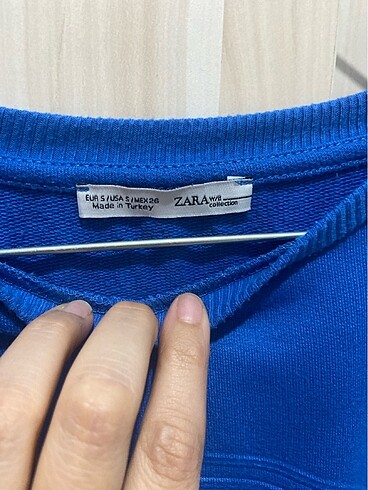 EUR S/USA S/MEX 26
Made in Turkey
ZARA W/B
collection